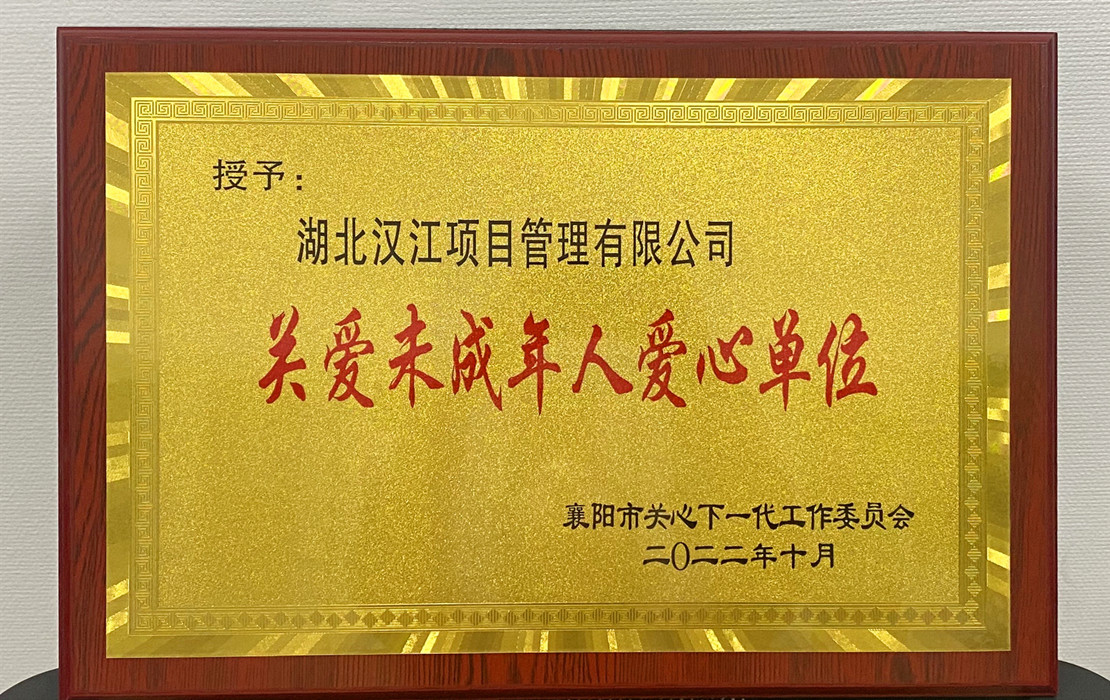 授予：
湖北汉江项目管理有限公司
关爱未成年人爱心单位
襄阳市关心下一代工作委员会
二〇二二年十月